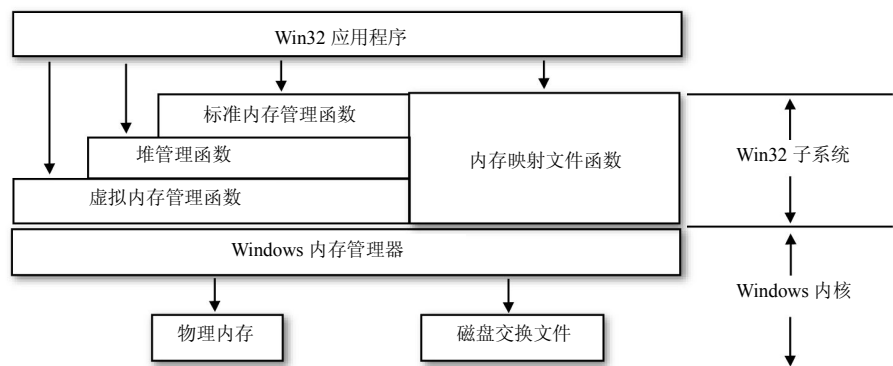 Win32 应用程序
标准内存管理函数
堆管理函数
内存映射文件函数
Win32 子系统
虚拟内存管理函数
Windows 内存管理器
Windows 内核
物理内存
磁盘交换文件